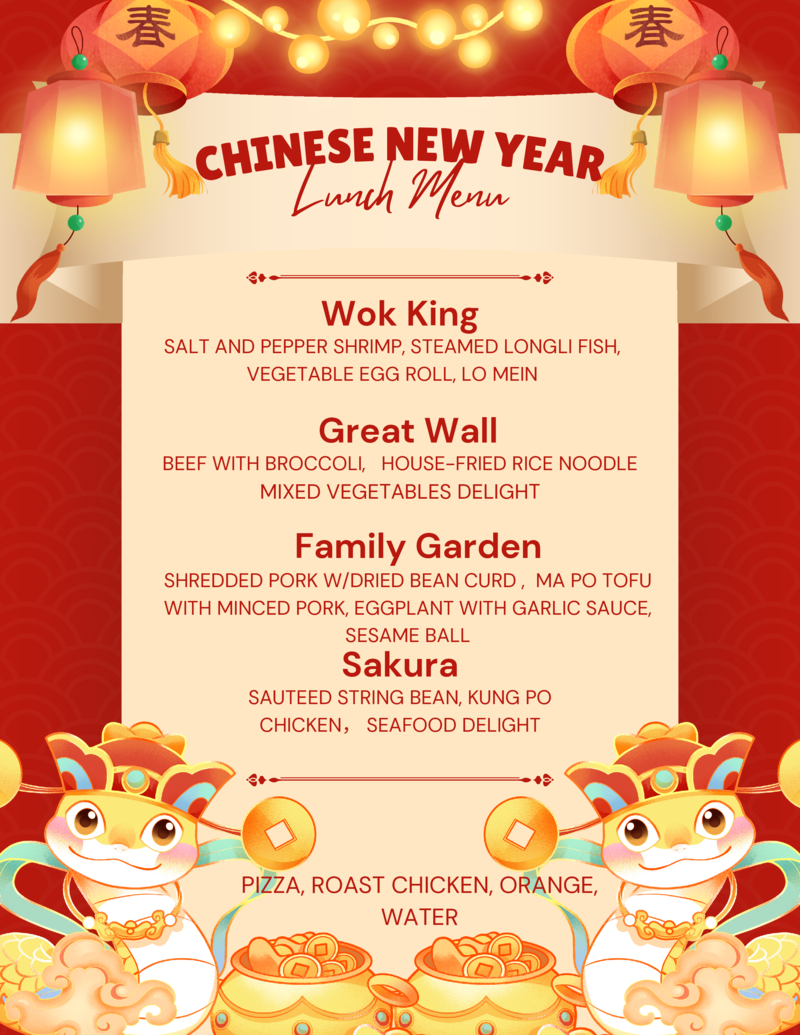 春 春
CHINESE NEW YEAR
Lunch Menu
Wok King
SALT AND PEPPER SHRIMP, STEAMED LONGLI FISH,
VEGETABLE EGG ROLL, LO MEIN
Great Wall
BEEF WITH BROCCOLI, HOUSE-FRIED RICE NOODLE
MIXED VEGETABLES DELIGHT
Family Garden
SHREDDED PORK W/DRIED BEAN CURD , MA PO TOFU
WITH MINCED PORK, EGGPLANT WITH GARLIC SAUCE,
SESAME BALL
Sakura
SAUTEED STRING BEAN, KUNG PO
CHICKEN， SEAFOOD DELIGHT
PIZZA, ROAST CHICKEN, ORANGE,
WATER